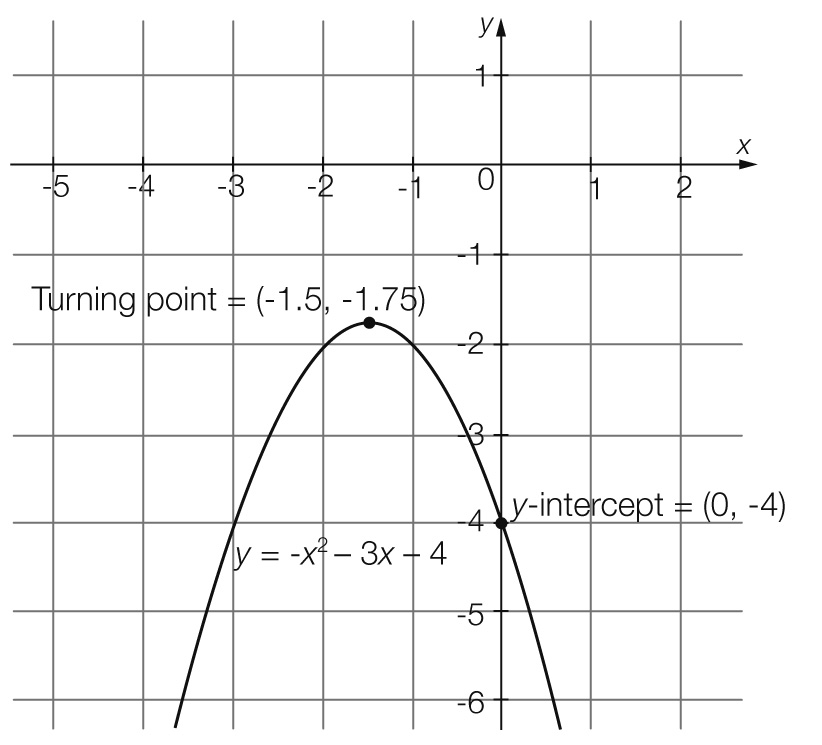 y
1
x
-5 -4 -3 -2 -1 0 1 2
-1
Turning point = (-1.5, -1.75)
-2
-3
-4
y-intercept = (0, -4)
y = -x² – 3x – 4
-5
-6